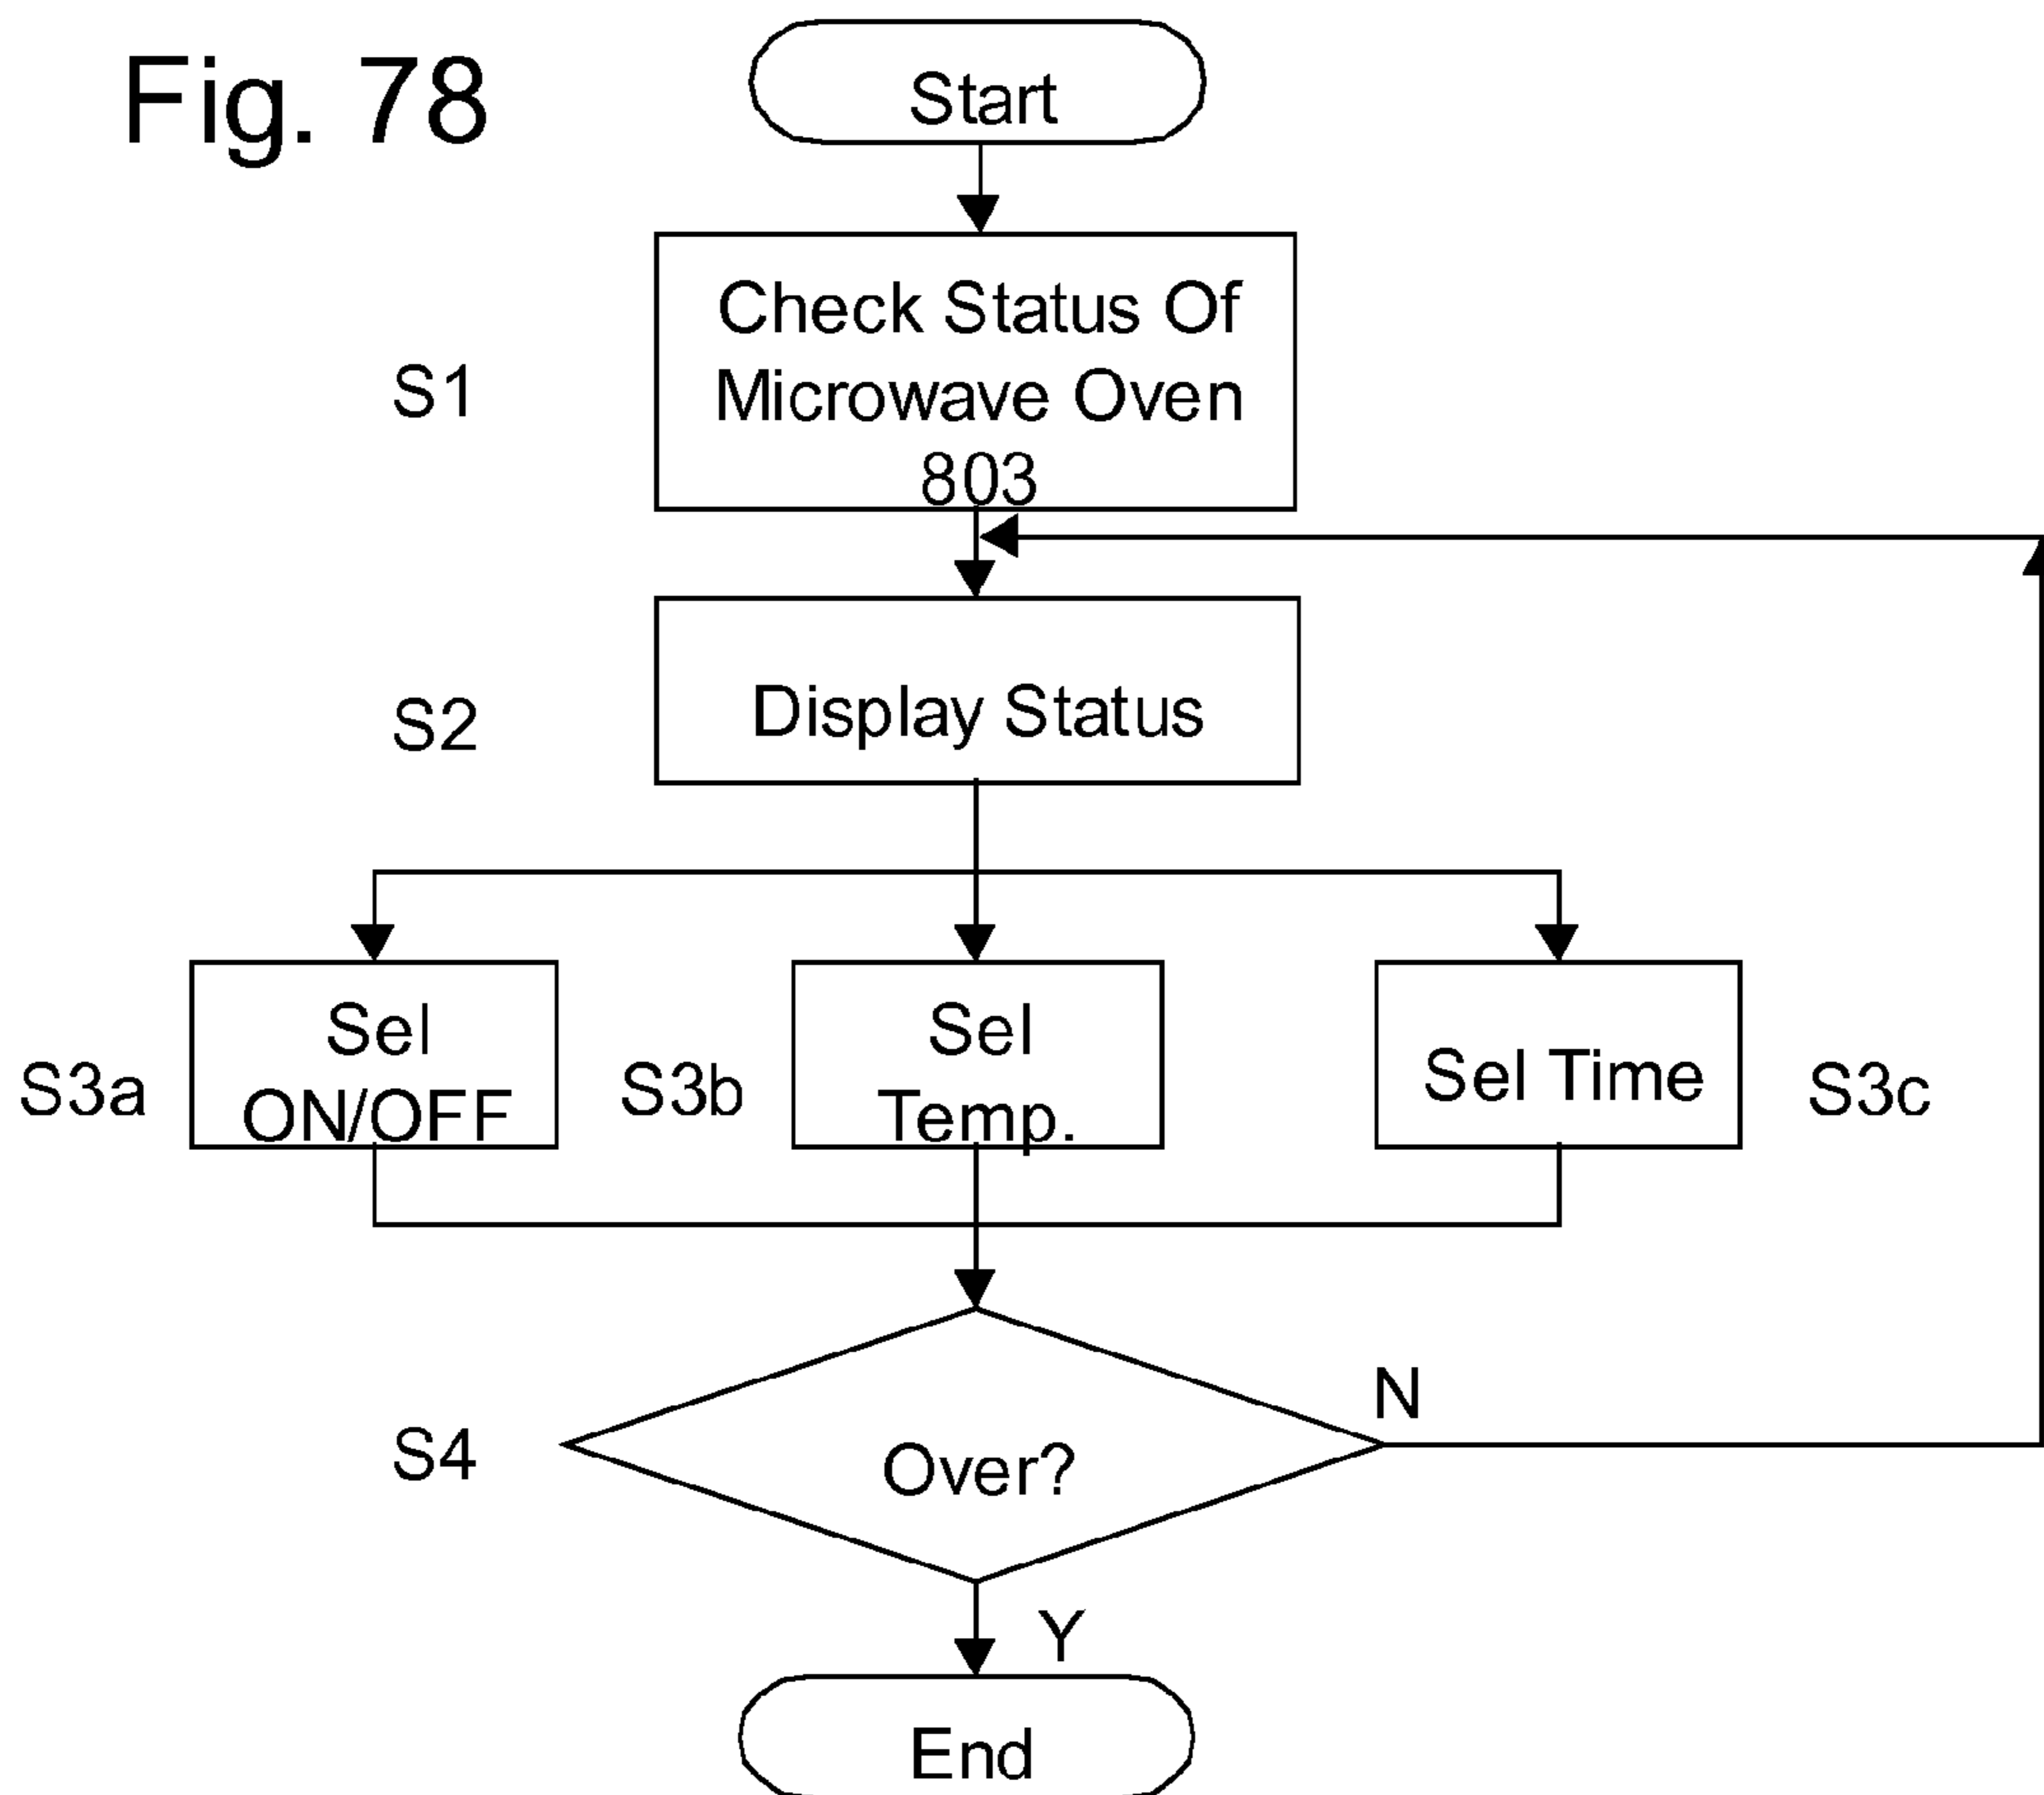 Fig. 78
Start
S1
Check Status Of
Microwave Oven
803
S2
Display Status
S3a
Sel
ON/OFF
S3b
Sel
Temp.
Sel Time
S3c
S4
Over?
N
Y
End